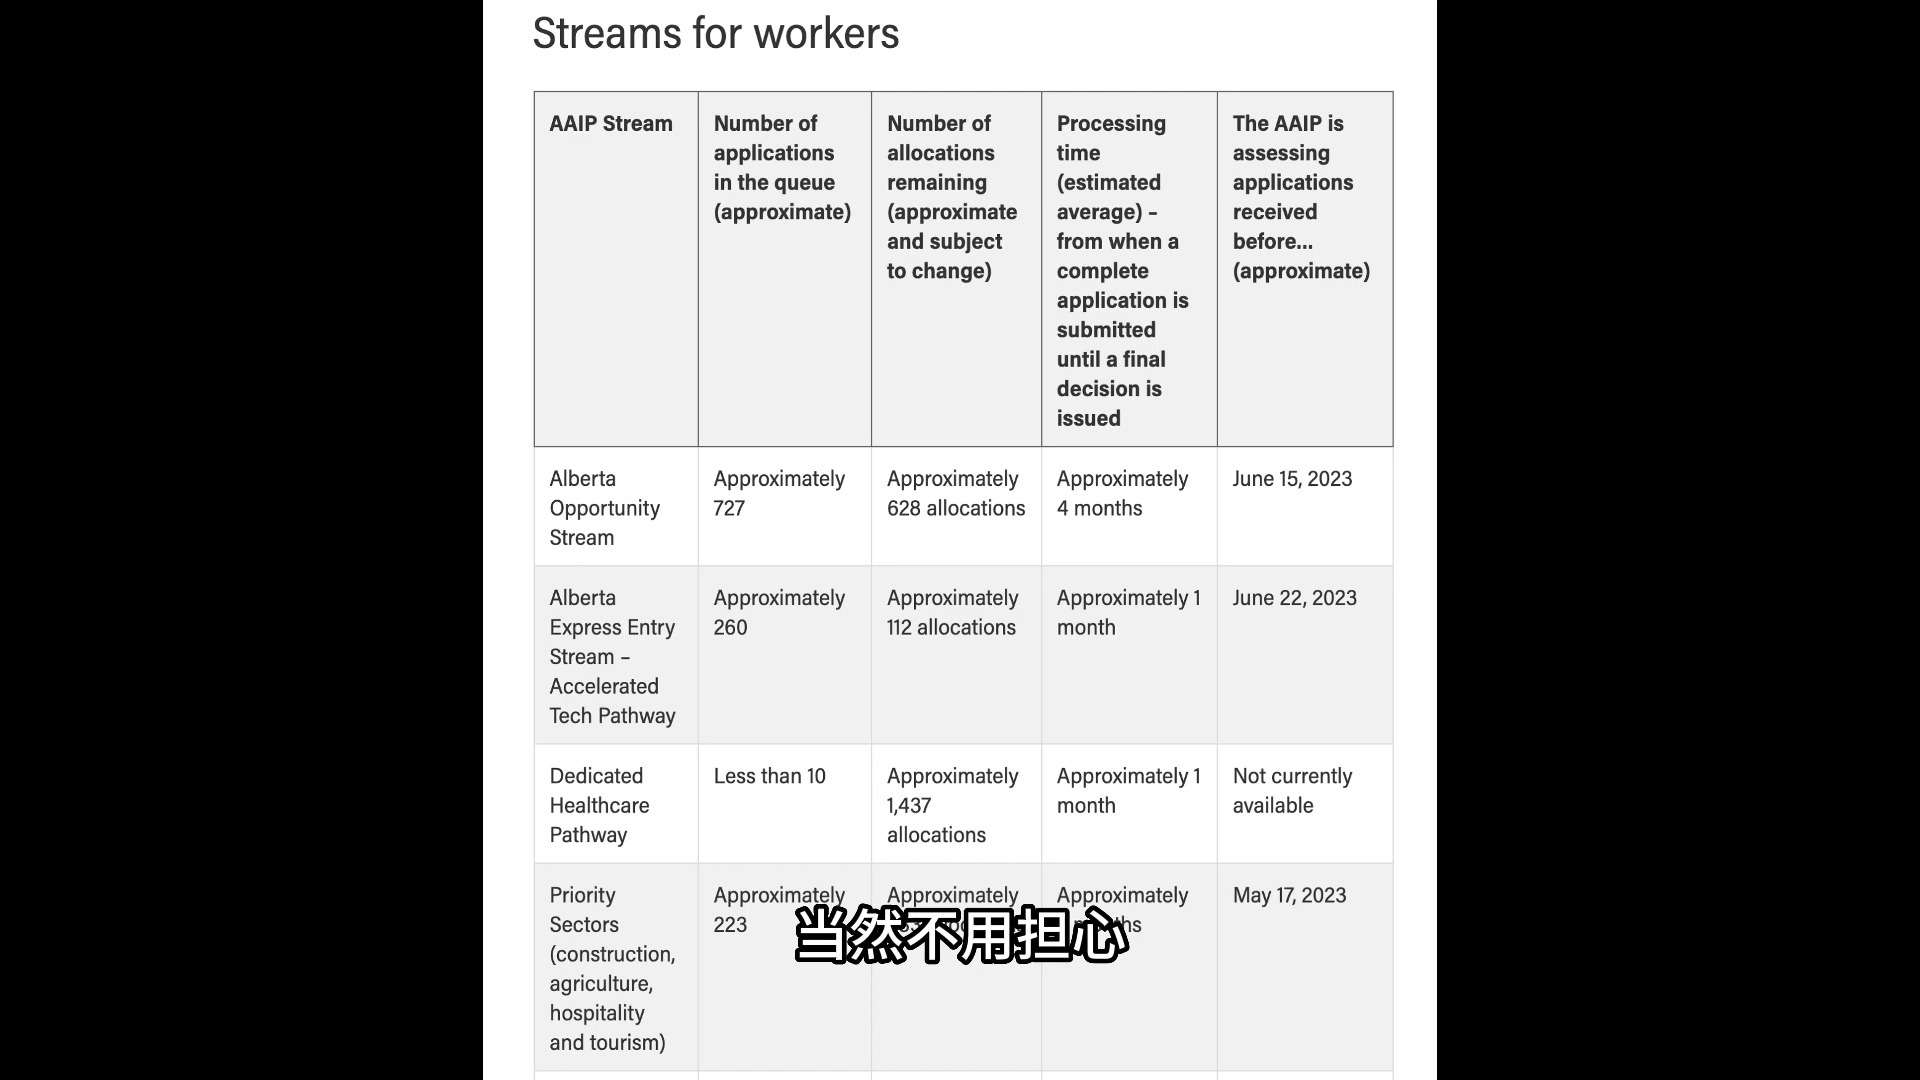 Streams for workers
AAIP Stream
Number of
applications
in the queue
(approximate)
Number of
allocations
remaining
(approximate
and subject
to change)
Processing
time
(estimated
average) –
from when a
complete
application is
submitted
until a final
decision is
issued
The AAIP is
assessing
applications
received
before...
(approximate)
Alberta
Opportunity
Stream
Approximately
727
Approximately
628 allocations
Approximately
4 months
June 15, 2023
Alberta
Express Entry
Stream –
Accelerated
Tech Pathway
Approximately
260
Approximately
112 allocations
Approximately 1
month
June 22, 2023
Dedicated
Healthcare
Pathway
Less than 10
Approximately
1,437
allocations
Approximately 1
month
Not currently
available
Priority
Sectors
(construction,
agriculture,
hospitality
and tourism)
Approximately
223
Approximately
Approximately
May 17, 2023
当然不用担心